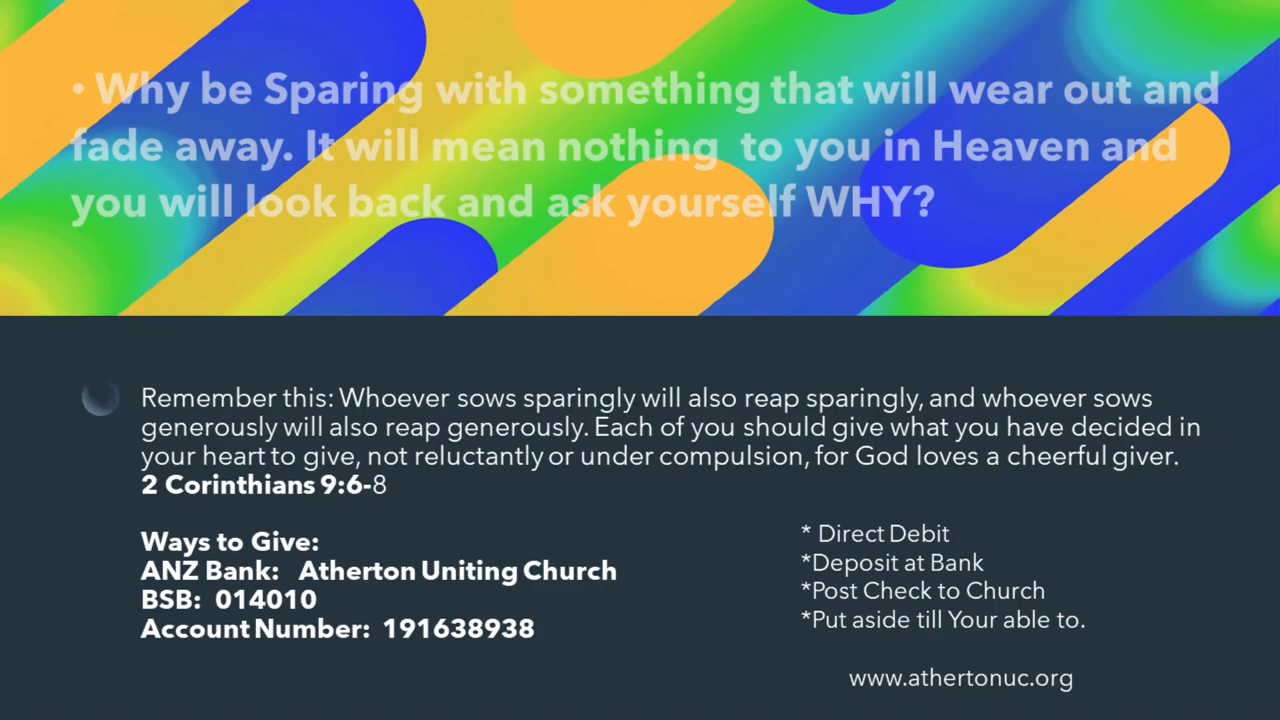 • Why be Sparing with something that will wear out and
fade away. It will mean nothing to you in Heaven and
you will look back and ask yourself WHY?
Remember this: Whoever sows sparingly will also reap sparingly, and whoever sows
generously will also reap generously. Each of you should give what you have decided in
your heart to give, not reluctantly or under compulsion, for God loves a cheerful giver.
2 Corinthians 9:6-8
Ways to Give:
ANZ Bank: Atherton Uniting Church
BSB: 014010
Account Number: 191638938
* Direct Debit
*Deposit at Bank
*Post Check to Church
*Put aside till Your able to.
www.athertonuc.org